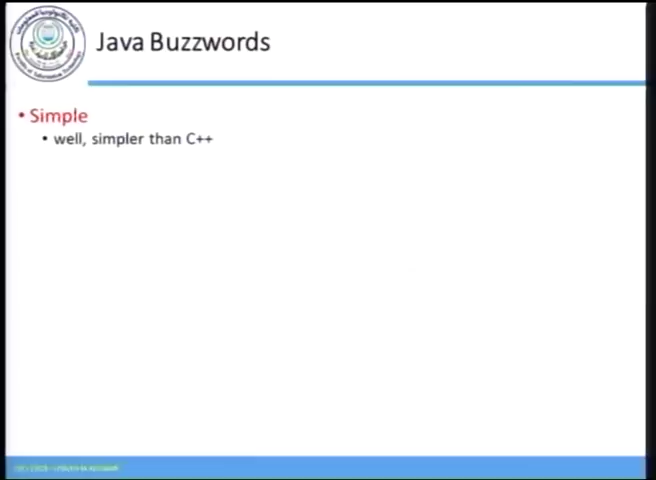 Java Buzzwords
• Simple
• well, simpler than C++